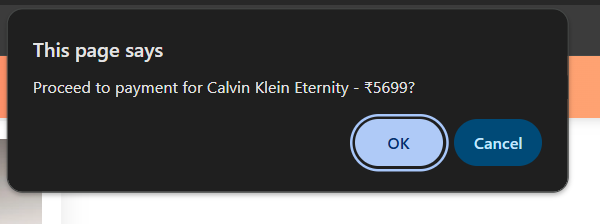 This page says
Proceed to payment for Calvin Klein Eternity - ₹5699?
OK
Cancel